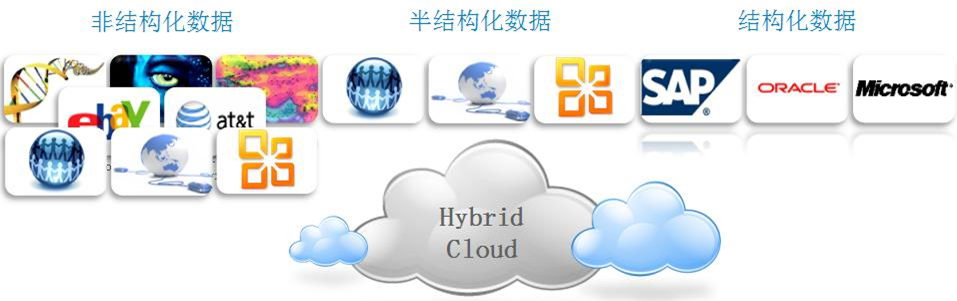 非结构化数据
半结构化数据
结构化数据
ebaY
at&t
SAP
®
ORACLE®
Microsoft®
Hybrid
Cloud